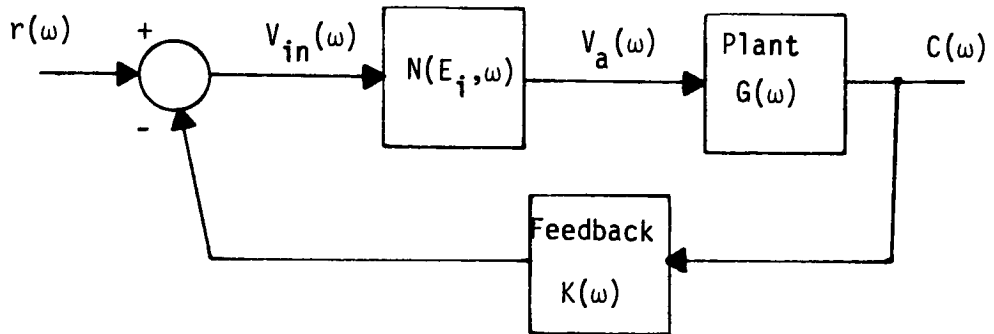 r(ω)
+
-
V_in(ω)
N(E_i,ω)
V_a(ω)
Plant
G(ω)
C(ω)
Feedback
K(ω)